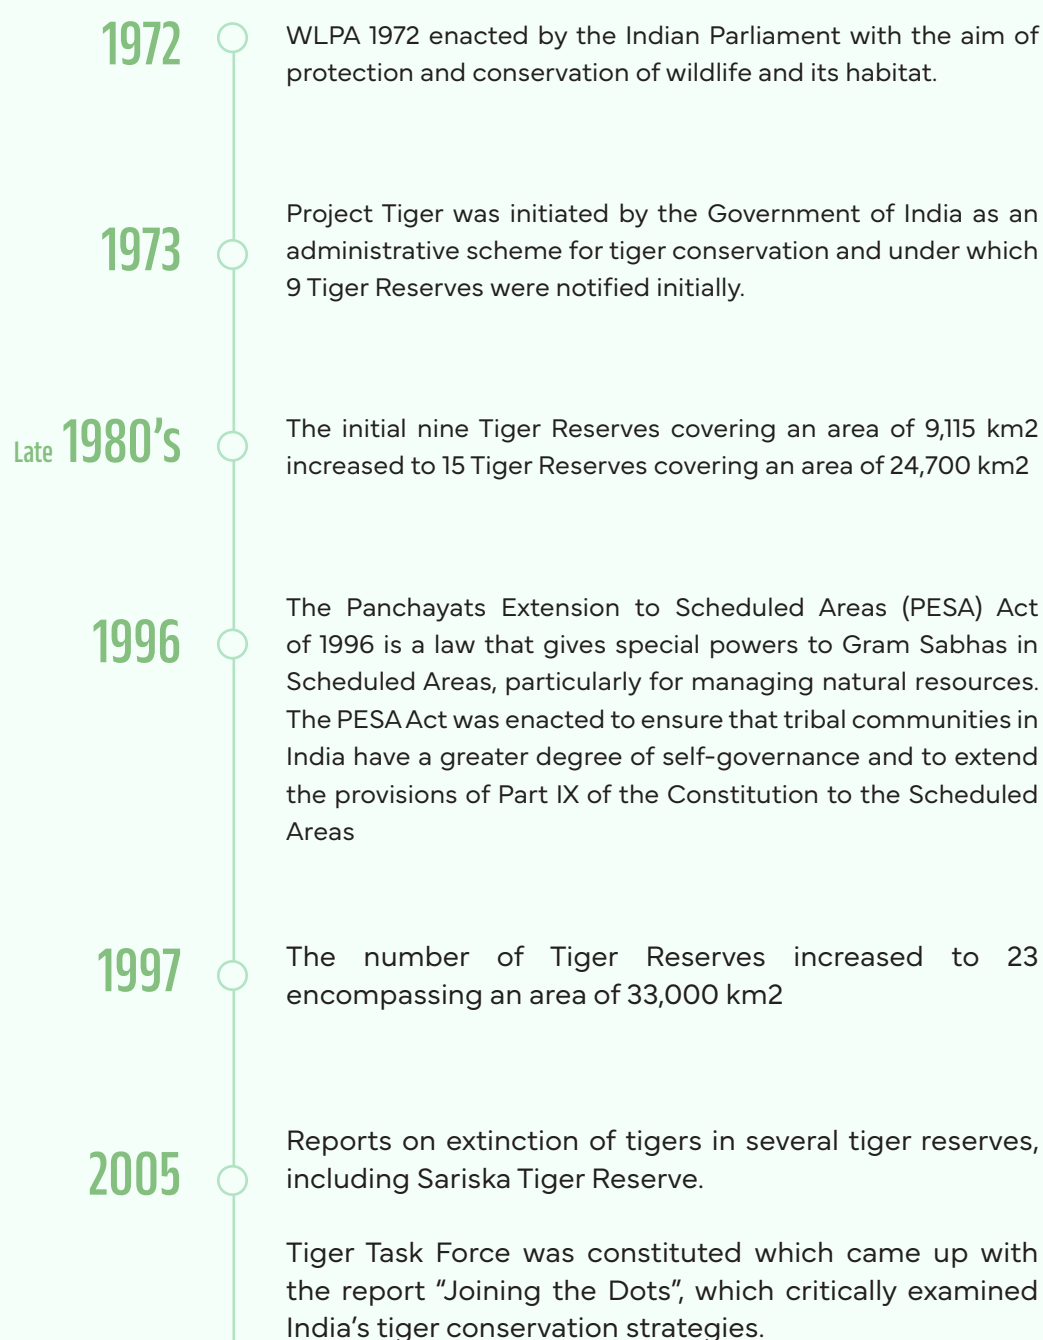 1972
WLPA 1972 enacted by the Indian Parliament with the aim of
protection and conservation of wildlife and its habitat.
1973
Project Tiger was initiated by the Government of India as an
administrative scheme for tiger conservation and under which
9 Tiger Reserves were notified initially.
Late 1980’s
The initial nine Tiger Reserves covering an area of 9,115 km2
increased to 15 Tiger Reserves covering an area of 24,700 km2
1996
The Panchayats Extension to Scheduled Areas (PESA) Act
of 1996 is a law that gives special powers to Gram Sabhas in
Scheduled Areas, particularly for managing natural resources.
The PESA Act was enacted to ensure that tribal communities in
India have a greater degree of self-governance and to extend
the provisions of Part IX of the Constitution to the Scheduled
Areas
1997
The number of Tiger Reserves increased to 23
encompassing an area of 33,000 km2
2005
Reports on extinction of tigers in several tiger reserves,
including Sariska Tiger Reserve.
Tiger Task Force was constituted which came up with
the report “Joining the Dots”, which critically examined
India’s tiger conservation strategies.